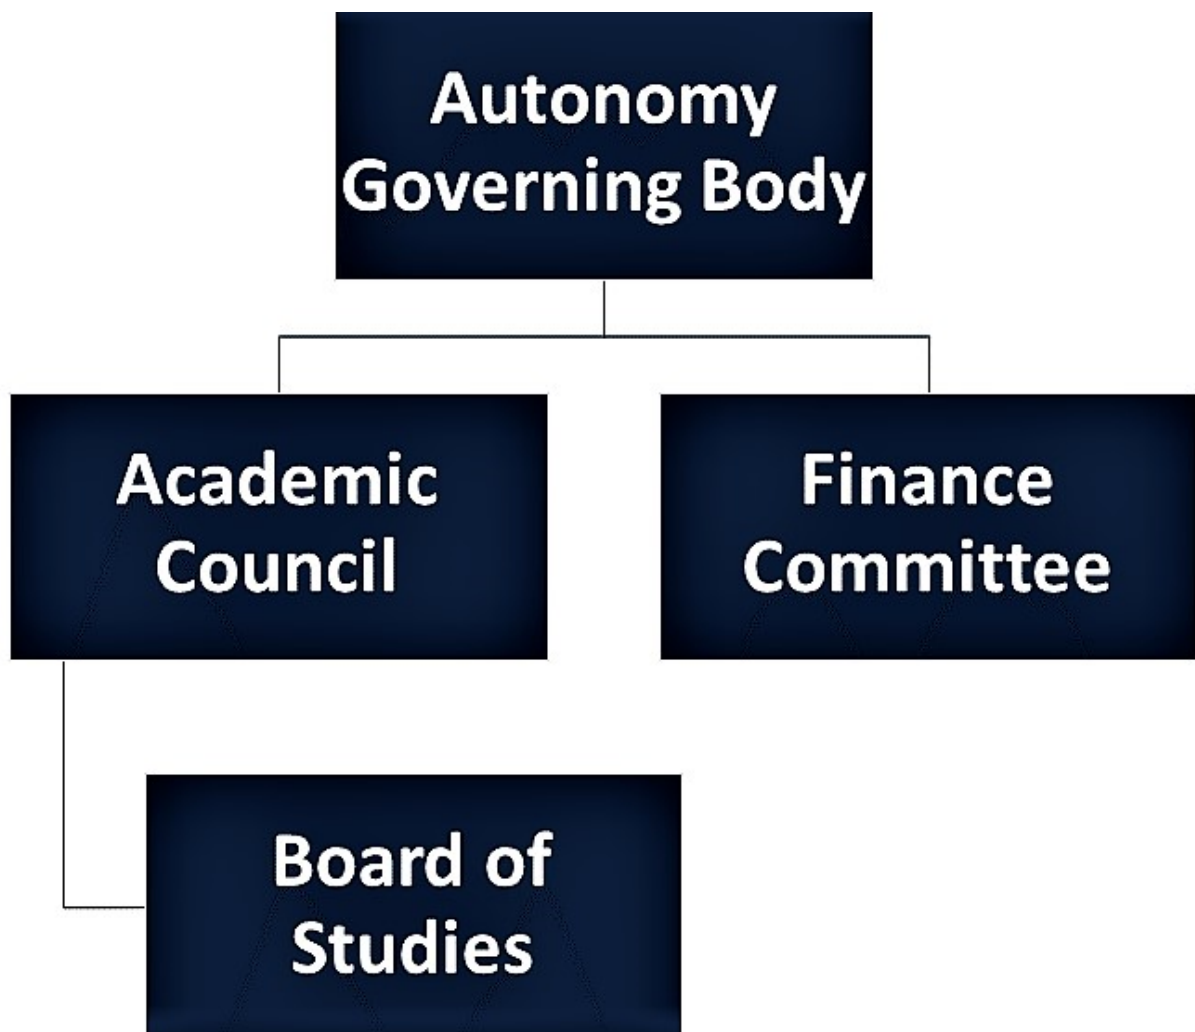 Autonomy
Governing Body
Academic
Council
Finance
Committee
Board of
Studies